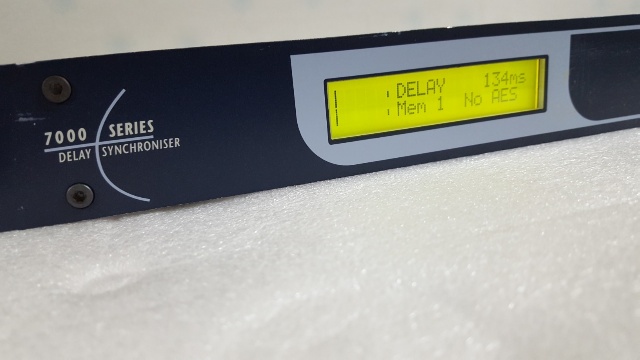 7000 SERIES
DELAY SYNCHRONISER
DELAY 134ms
Mem 1 No AES